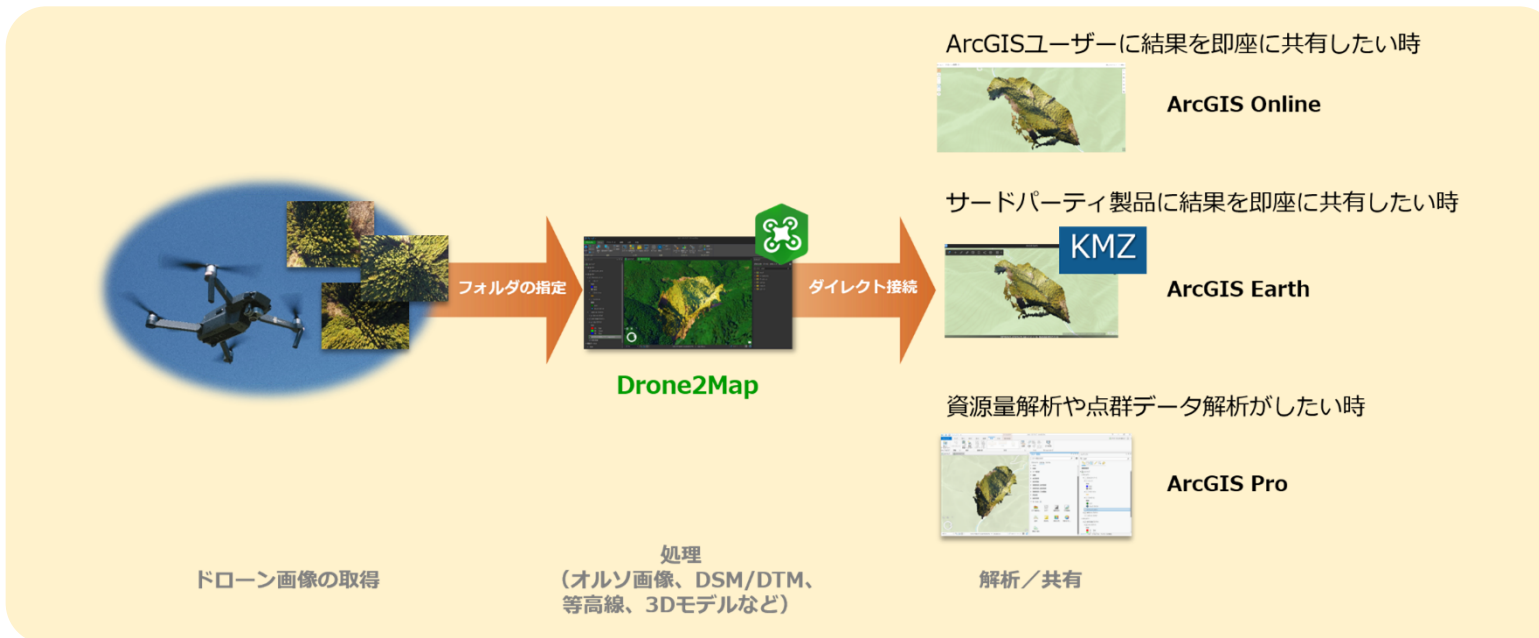 ArcGISユーザーに結果を即座に共有したい時
ArcGIS Online
サードパーティ製品に結果を即座に共有したい時
KMZ
ArcGIS Earth
フォルダの指定
ダイレクト接続
Drone2Map
資源量解析や点群データ解析がしたい時
ArcGIS Pro
ドローン画像の取得
処理
(オルソ画像、DSM/DTM、
等高線、3Dモデルなど)
解析／共有